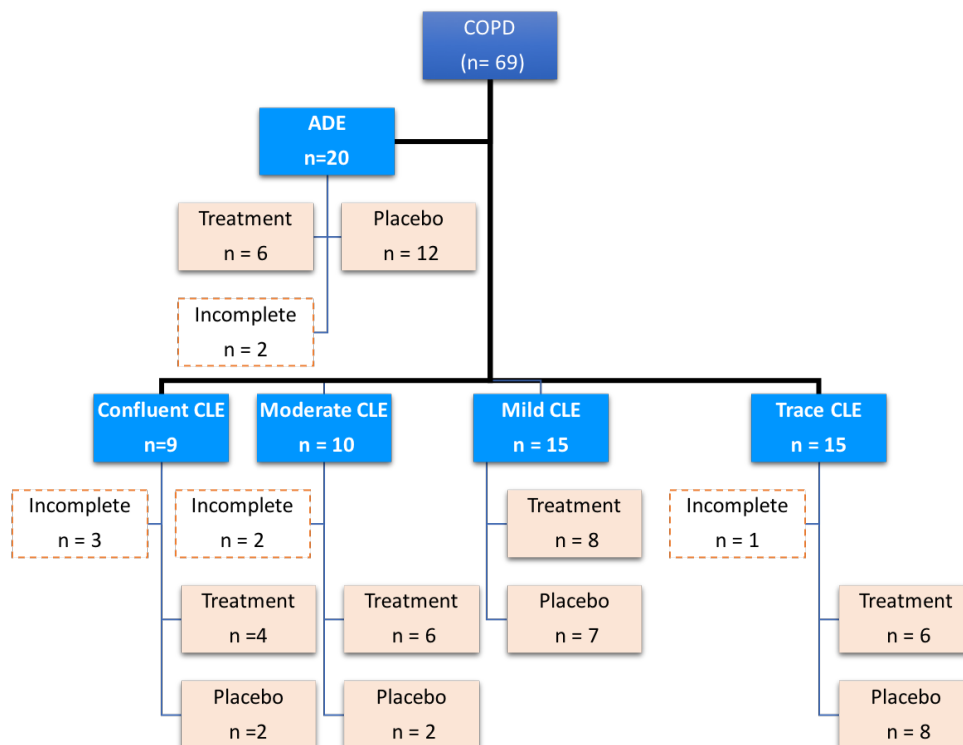 COPD
(n= 69)
ADE
n=20
Treatment
n = 6
Placebo
n = 12
Incomplete
n = 2
Confluent CLE
n=9
Moderate CLE
n = 10
Mild CLE
n = 15
Trace CLE
n = 15
Incomplete
n = 3
Incomplete
n = 2
Treatment
n = 8
Incomplete
n = 1
Treatment
n =4
Treatment
n = 6
Placebo
n = 7
Treatment
n = 6
Placebo
n =2
Placebo
n = 2
Placebo
n = 8